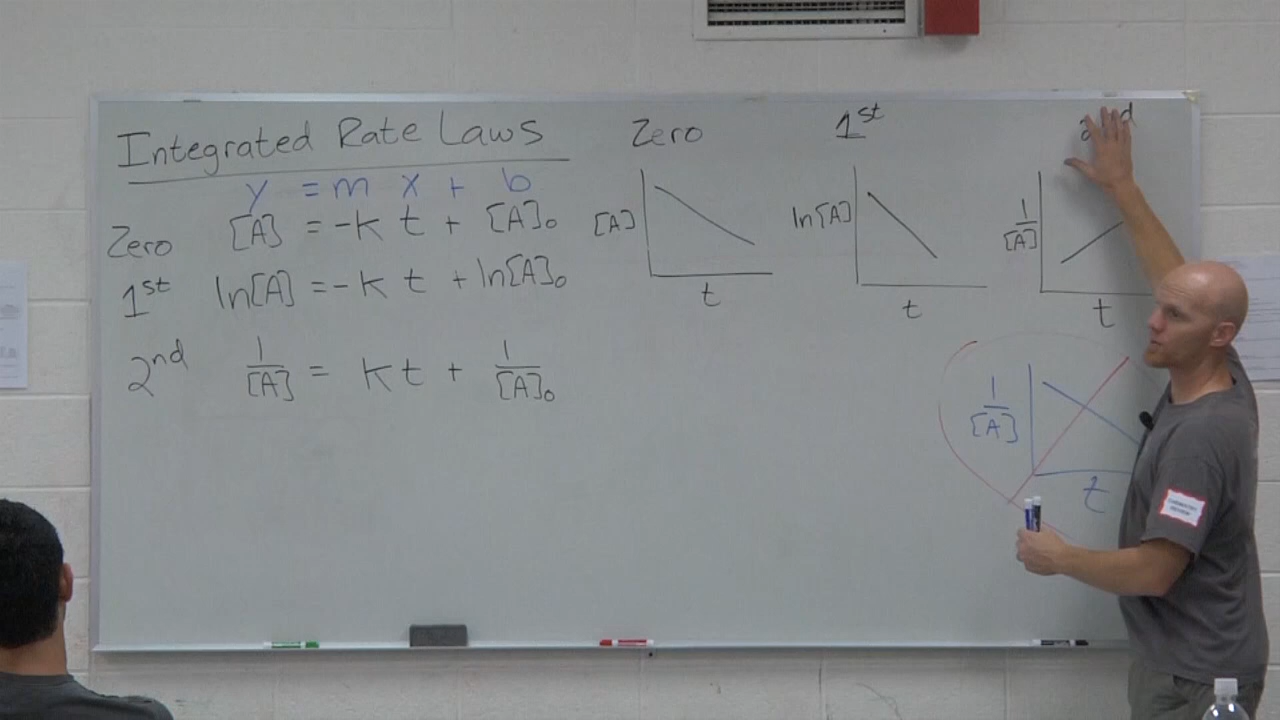 Integrated Rate Laws
y = m x + b
Zero [A] = -k t + [A]₀
1st ln[A] = -k t + ln[A]₀
2nd 1/[A] = k t + 1/[A]₀
Zero
[A]
t
1st
ln[A]
t
1/[A]
t
1/[A]
t